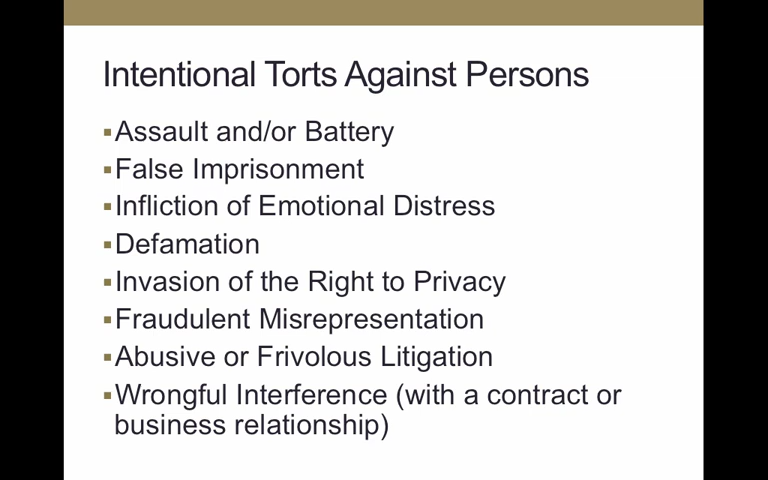 Intentional Torts Against Persons
▪Assault and/or Battery
▪False Imprisonment
▪Infliction of Emotional Distress
▪Defamation
▪Invasion of the Right to Privacy
▪Fraudulent Misrepresentation
▪Abusive or Frivolous Litigation
▪Wrongful Interference (with a contract or
business relationship)